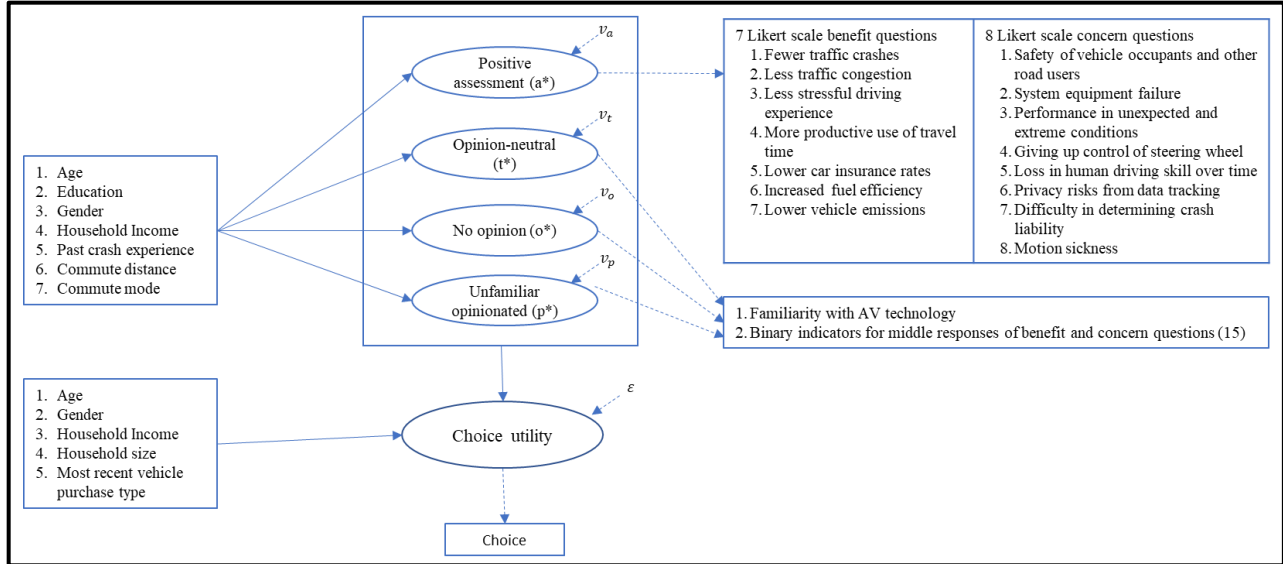 1. Age
2. Education
3. Gender
4. Household Income
5. Past crash experience
6. Commute distance
7. Commute mode
𝑣𝑎
Positive
assessment (a*)
𝑣𝑡
Opinion-neutral
(t*)
𝑣𝑜
No opinion (o*)
𝑣𝑝
Unfamiliar
opinionated (p*)
7 Likert scale benefit questions
1. Fewer traffic crashes
2. Less traffic congestion
3. Less stressful driving
experience
4. More productive use of travel
time
5. Lower car insurance rates
6. Increased fuel efficiency
7. Lower vehicle emissions
8 Likert scale concern questions
1. Safety of vehicle occupants and other
road users
2. System equipment failure
3. Performance in unexpected and
extreme conditions
4. Giving up control of steering wheel
5. Loss in human driving skill over time
6. Privacy risks from data tracking
7. Difficulty in determining crash
liability
8. Motion sickness
1. Familiarity with AV technology
2. Binary indicators for middle responses of benefit and concern questions (15)
1. Age
2. Gender
3. Household Income
4. Household size
5. Most recent vehicle
purchase type
ε
Choice utility
Choice